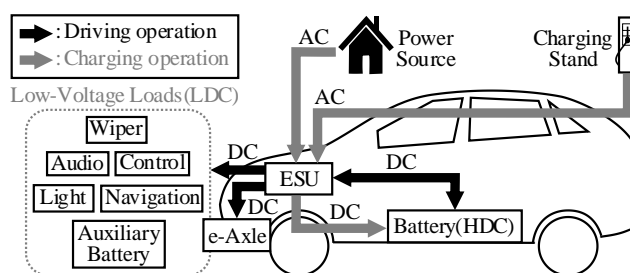 : Driving operation
: Charging operation
AC
Power
Source
Charging
Stand
Low-Voltage Loads(LDC)
AC
Wiper
Audio
Control
DC
DC
ESU
Light
Navigation
DC
DC
Auxiliary
Battery
e-Axle
Battery(HDC)